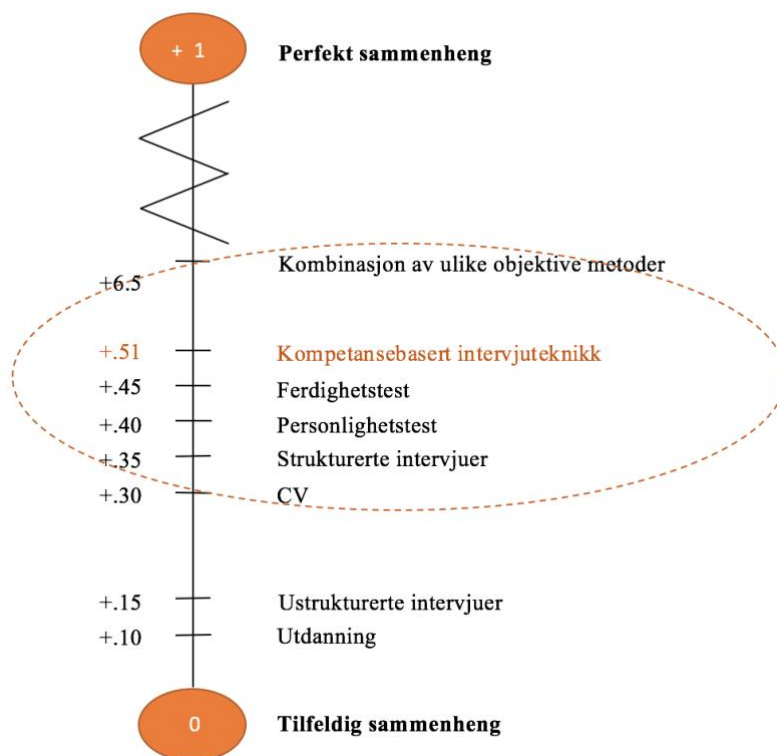 + 1 Perfekt sammenheng
+6.5 Kombinasjon av ulike objektive metoder
+.51 Kompetansebasert intervjuteknikk
+.45 Ferdighetstest
+.40 Personlighetstest
+.35 Strukturerte intervjuer
+.30 CV
+.15 Ustrukturerte intervjuer
+.10 Utdanning
0 Tilfeldig sammenheng